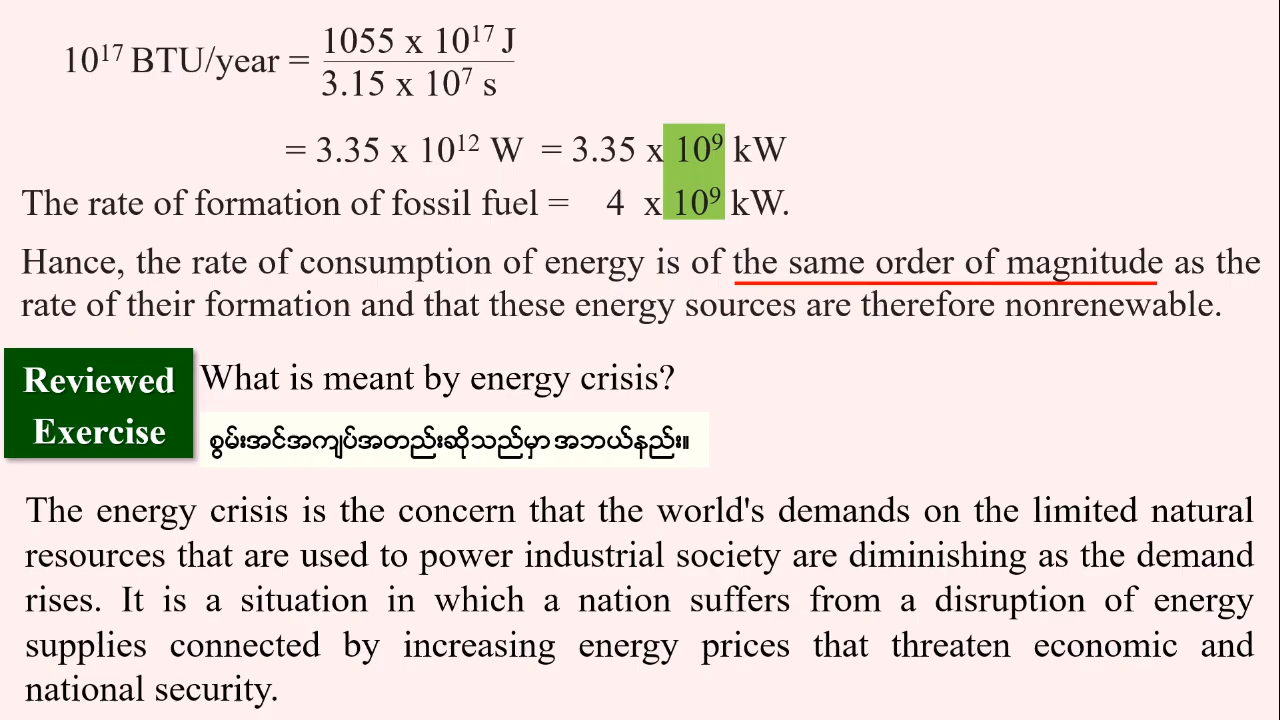 10¹⁷ BTU/year = 1055 x 10¹⁷ J / 3.15 x 10⁷ s
= 3.35 x 10¹² W = 3.35 x 10⁹ kW
The rate of formation of fossil fuel = 4 x 10⁹ kW.
Hance, the rate of consumption of energy is of the same order of magnitude as the
rate of their formation and that these energy sources are therefore nonrenewable.
Reviewed
Exercise
What is meant by energy crisis?
စွမ်းအင်အကျပ်အတည်းဆိုသည်မှာ အဘယ်နည်း။
The energy crisis is the concern that the world's demands on the limited natural
resources that are used to power industrial society are diminishing as the demand
rises. It is a situation in which a nation suffers from a disruption of energy
supplies connected by increasing energy prices that threaten economic and
national security.